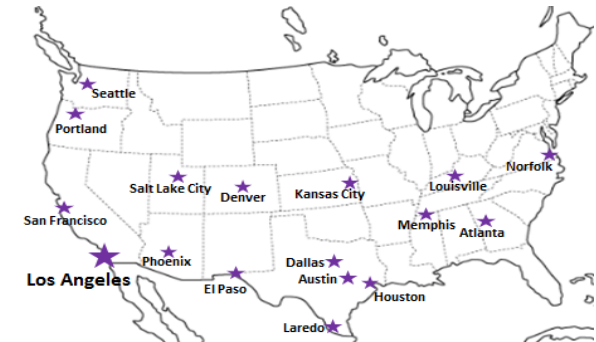 Seattle
Portland
Salt Lake City
Denver
Kansas City
Louisville
Norfolk
San Francisco
Memphis
Atlanta
Los Angeles
Phoenix
El Paso
Dallas
Austin
Houston
Laredo